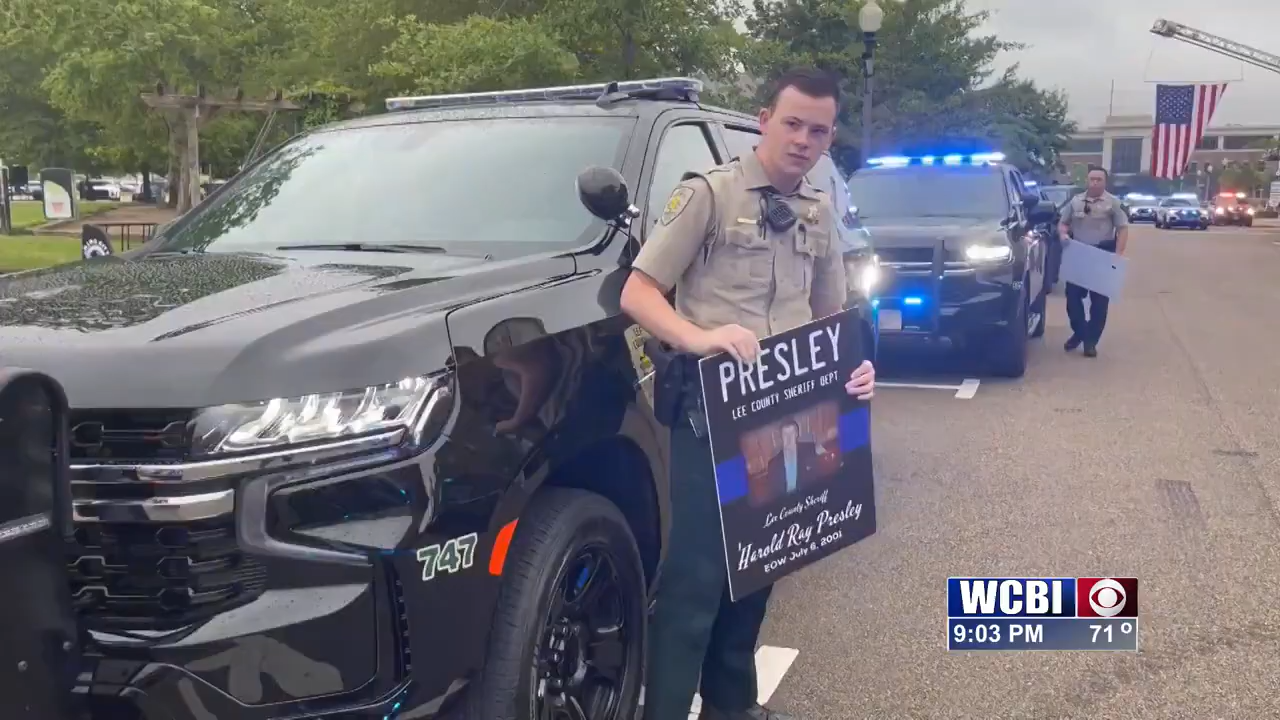 PRESLEY
LEE COUNTY SHERIFF DEPT
Lee County Sheriff
Harold Ray Presley
EOW July 6, 2001
747
WCBI
9:03 PM 71°